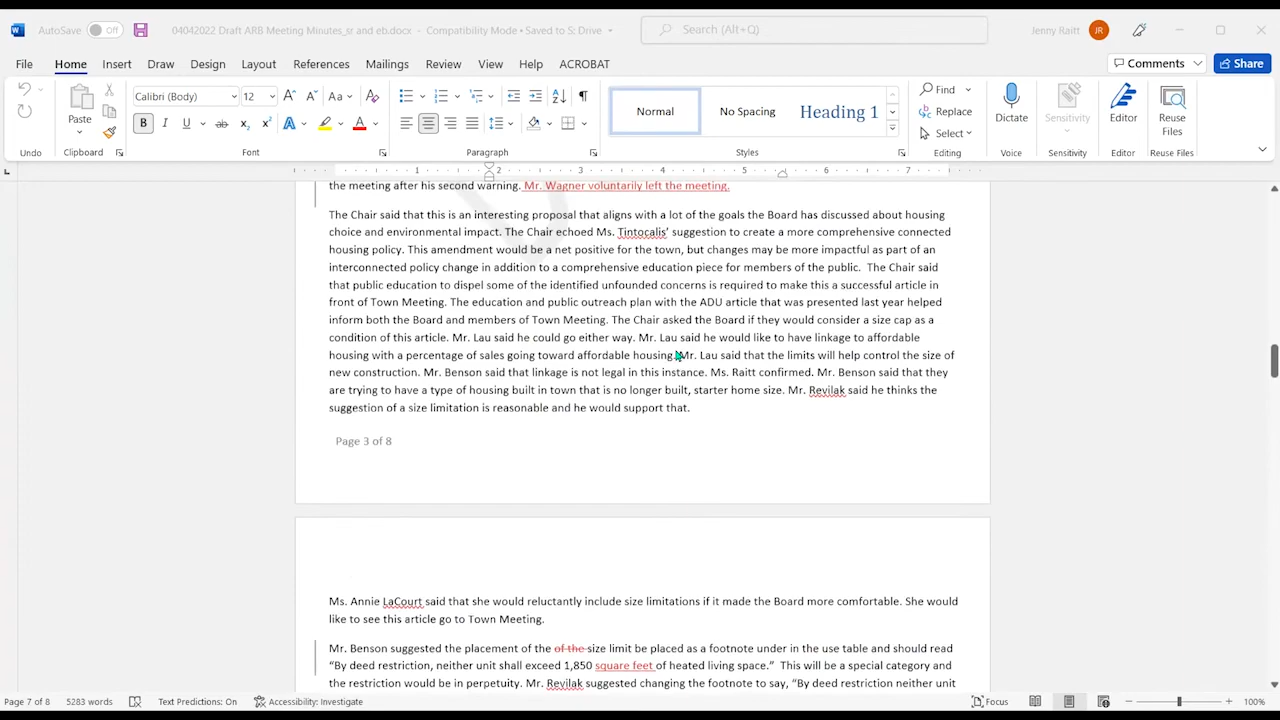 AutoSave Off 04042022 Draft ARB Meeting Minutes_sr and eb.docx - Compatibility Mode • Saved to S: Drive Search (Alt+Q) Jenny Raitt JR
File Home Insert Draw Design Layout References Mailings Review View Help ACROBAT Comments Share
Paste Calibri (Body) 12 A A Aa A Normal No Spacing Heading 1 Find Replace Select Dictate Sensitivity Editor Reuse Files
B I U ab x₂ x² A A
Undo Clipboard Font Paragraph Styles Editing Voice Sensitivity Editor Reuse Files
1 2 3 4 5 6 7
the meeting after his second warning. Mr. Wagner voluntarily left the meeting.
The Chair said that this is an interesting proposal that aligns with a lot of the goals the Board has discussed about housing
choice and environmental impact. The Chair echoed Ms. Tintocalis' suggestion to create a more comprehensive connected
housing policy. This amendment would be a net positive for the town, but changes may be more impactful as part of an
interconnected policy change in addition to a comprehensive education piece for members of the public. The Chair said
that public education to dispel some of the identified unfounded concerns is required to make this a successful article in
front of Town Meeting. The education and public outreach plan with the ADU article that was presented last year helped
inform both the Board and members of Town Meeting. The Chair asked the Board if they would consider a size cap as a
condition of this article. Mr. Lau said he could go either way. Mr. Lau said he would like to have linkage to affordable
housing with a percentage of sales going toward affordable housing. Mr. Lau said that the limits will help control the size of
new construction. Mr. Benson said that linkage is not legal in this instance. Ms. Raitt confirmed. Mr. Benson said that they
are trying to have a type of housing built in town that is no longer built, starter home size. Mr. Revilak said he thinks the
suggestion of a size limitation is reasonable and he would support that.
Page 3 of 8
Ms. Annie LaCourt said that she would reluctantly include size limitations if it made the Board more comfortable. She would
like to see this article go to Town Meeting.
Mr. Benson suggested the placement of the of the size limit be placed as a footnote under in the use table and should read
“By deed restriction, neither unit shall exceed 1,850 square feet of heated living space.” This will be a special category and
the restriction would be in perpetuity. Mr. Revilak suggested changing the footnote to say, “By deed restriction neither unit
Page 7 of 8 5283 words Text Predictions: On Accessibility: Investigate Focus 100%